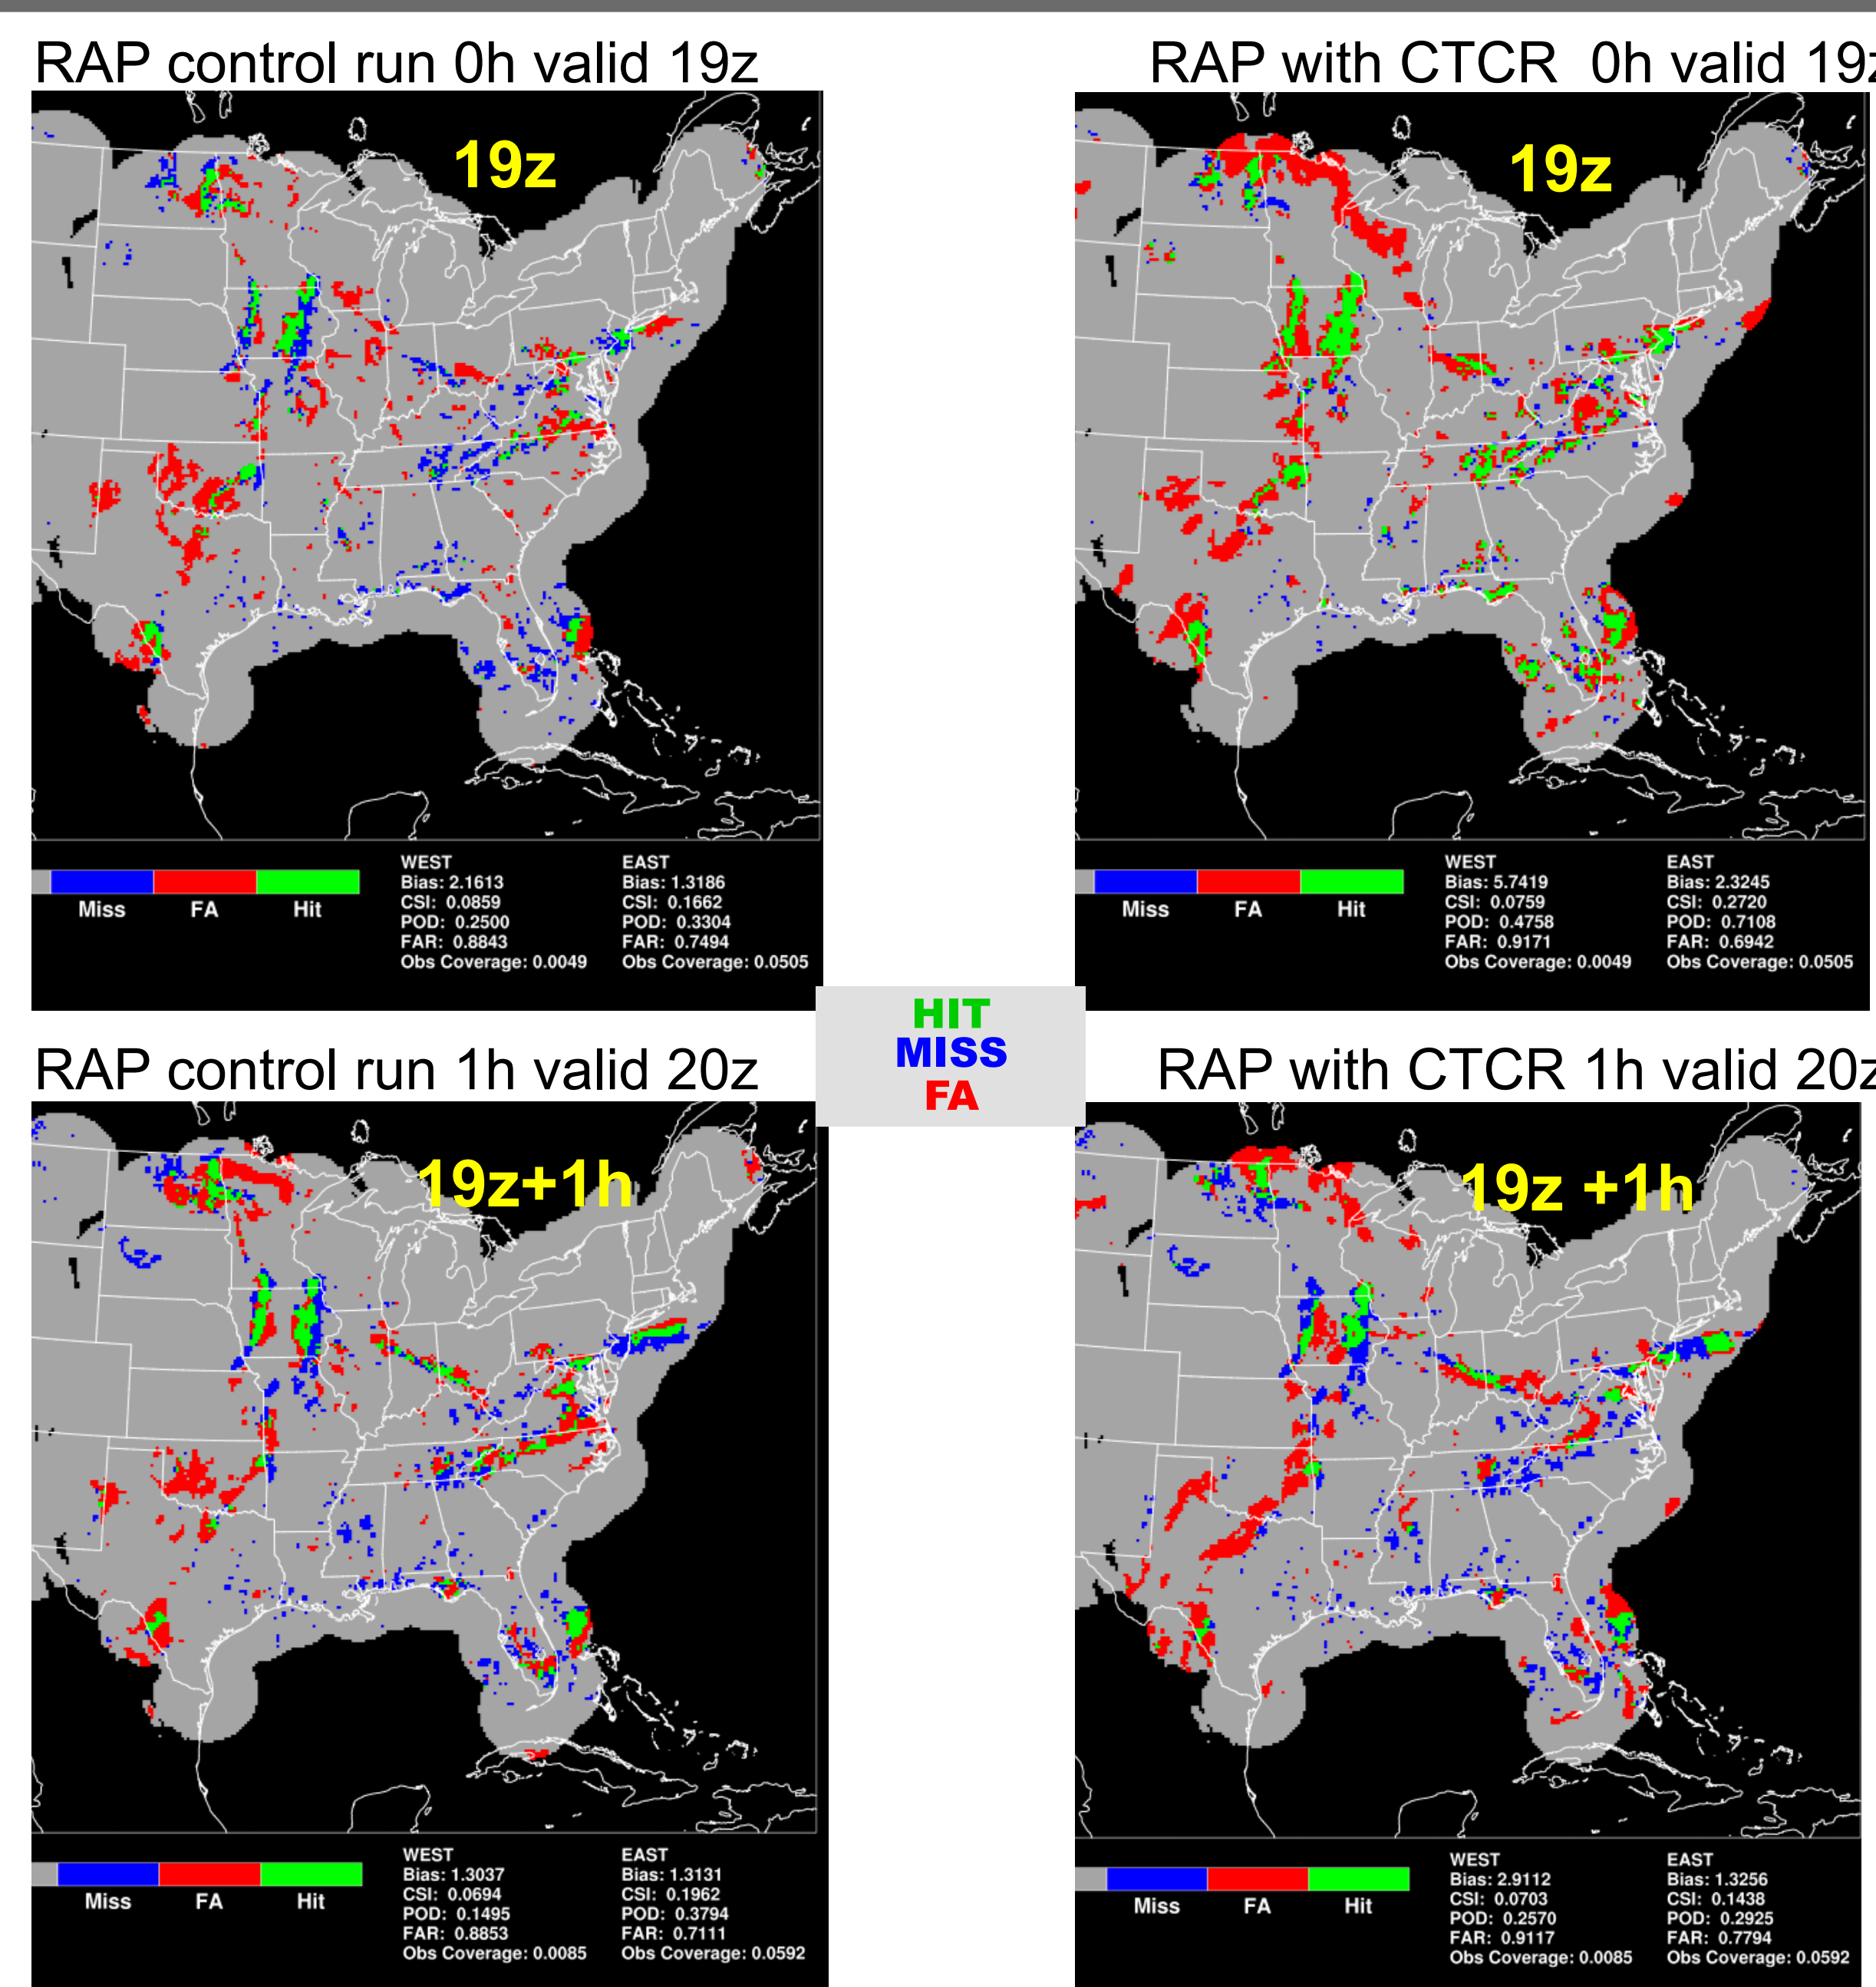 RAP control run 0h valid 19z
19z
WEST
Bias: 2.1613
CSI: 0.0859
POD: 0.2500
FAR: 0.8843
Obs Coverage: 0.0049
EAST
Bias: 1.3186
CSI: 0.1662
POD: 0.3304
FAR: 0.7494
Obs Coverage: 0.0505
Miss FA Hit
RAP with CTCR 0h valid 19z
19z
WEST
Bias: 5.7419
CSI: 0.0759
POD: 0.4758
FAR: 0.9171
Obs Coverage: 0.0049
EAST
Bias: 2.3245
CSI: 0.2720
POD: 0.7108
FAR: 0.6942
Obs Coverage: 0.0505
Miss FA Hit
HIT
MISS
FA
RAP control run 1h valid 20z
19z+1h
WEST
Bias: 1.3037
CSI: 0.0694
POD: 0.1495
FAR: 0.8853
Obs Coverage: 0.0085
EAST
Bias: 1.3131
CSI: 0.1962
POD: 0.3794
FAR: 0.7111
Obs Coverage: 0.0592
Miss FA Hit
RAP with CTCR 1h valid 20z
19z +1h
WEST
Bias: 2.9112
CSI: 0.0703
POD: 0.2570
FAR: 0.9117
Obs Coverage: 0.0085
EAST
Bias: 1.3256
CSI: 0.1438
POD: 0.2925
FAR: 0.7794
Obs Coverage: 0.0592
Miss FA Hit